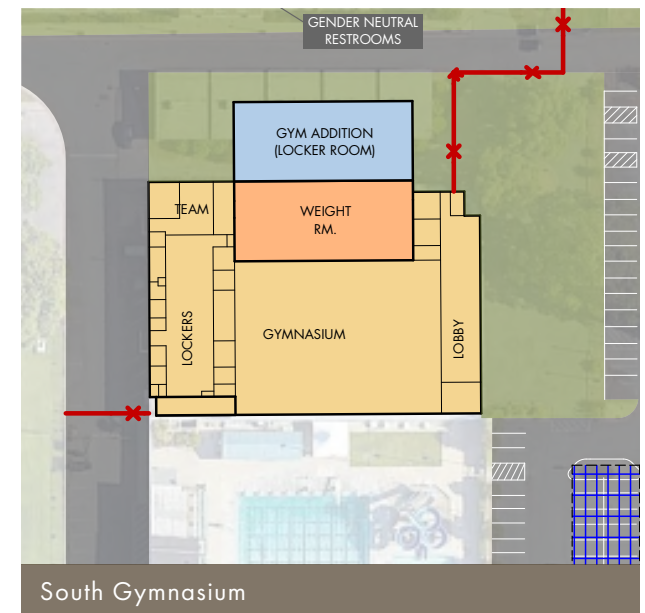 GENDER NEUTRAL
RESTROOMS
GYM ADDITION
(LOCKER ROOM)
TEAM
WEIGHT
RM.
LOCKERS
GYMNASIUM
LOBBY
South Gymnasium